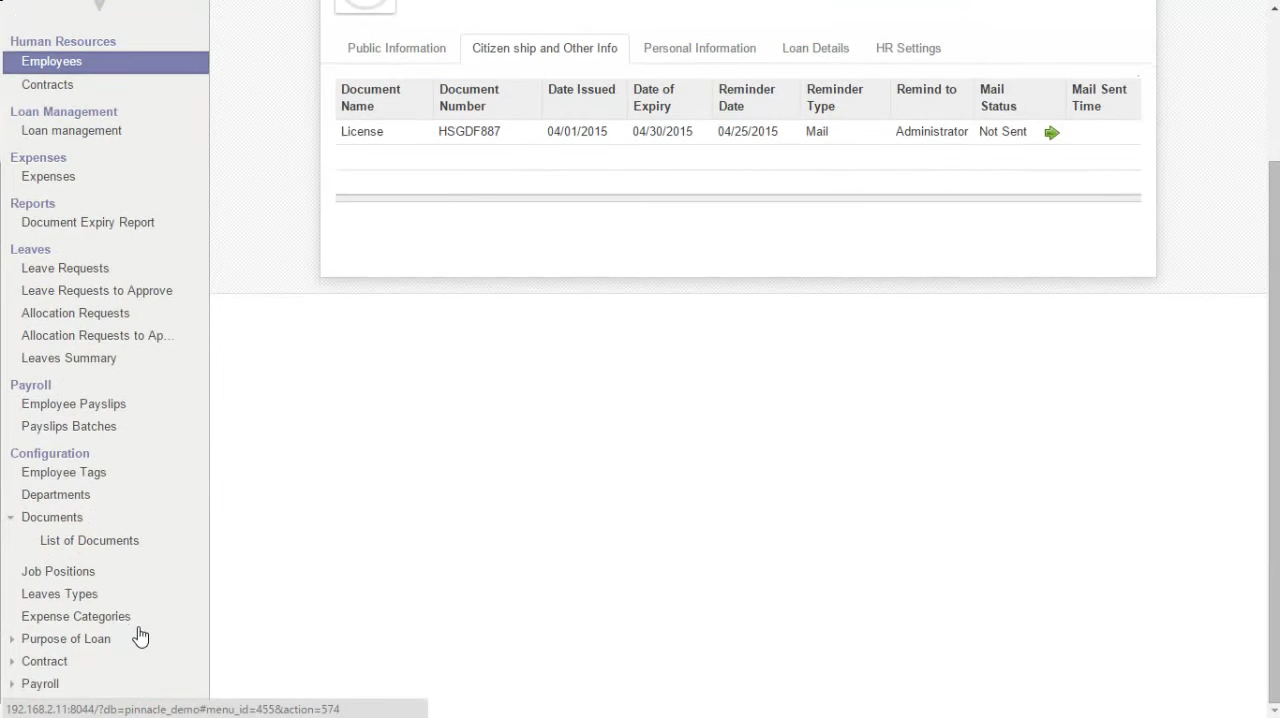 Human Resources
Employees
Contracts
Loan Management
Loan management
Expenses
Expenses
Reports
Document Expiry Report
Leaves
Leave Requests
Leave Requests to Approve
Allocation Requests
Allocation Requests to Ap...
Leaves Summary
Payroll
Employee Payslips
Payslips Batches
Configuration
Employee Tags
Departments
Documents
List of Documents
Job Positions
Leaves Types
Expense Categories
Purpose of Loan
Contract
Payroll
Public Information Citizen ship and Other Info Personal Information Loan Details HR Settings
Document Name Document Number Date Issued Date of Expiry Reminder Date Reminder Type Remind to Mail Status Mail Sent Time
License HSGDF887 04/01/2015 04/30/2015 04/25/2015 Mail Administrator Not Sent
192.168.2.11:8044/?db=pinnacle_demo#menu_id=455&action=574